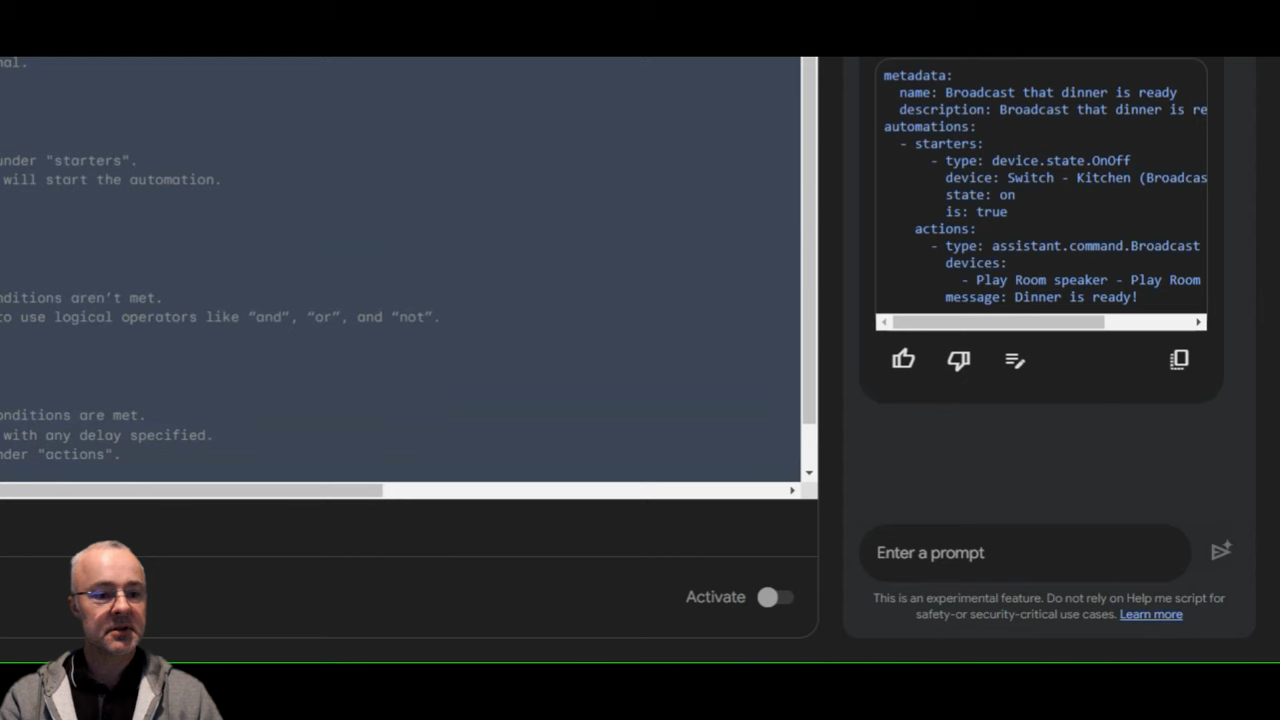 nal.
under "starters".
will start the automation.
nditions aren’t met.
to use logical operators like “and”, “or”, and “not”.
onditions are met.
with any delay specified.
nder "actions".
Activate
metadata:
name: Broadcast that dinner is ready
description: Broadcast that dinner is re
automations:
- starters:
- type: device.state.OnOff
device: Switch - Kitchen (Broadcas
state: on
is: true
actions:
- type: assistant.command.Broadcast
devices:
- Play Room speaker - Play Room
message: Dinner is ready!
Enter a prompt
This is an experimental feature. Do not rely on Help me script for
safety-or security-critical use cases. Learn more